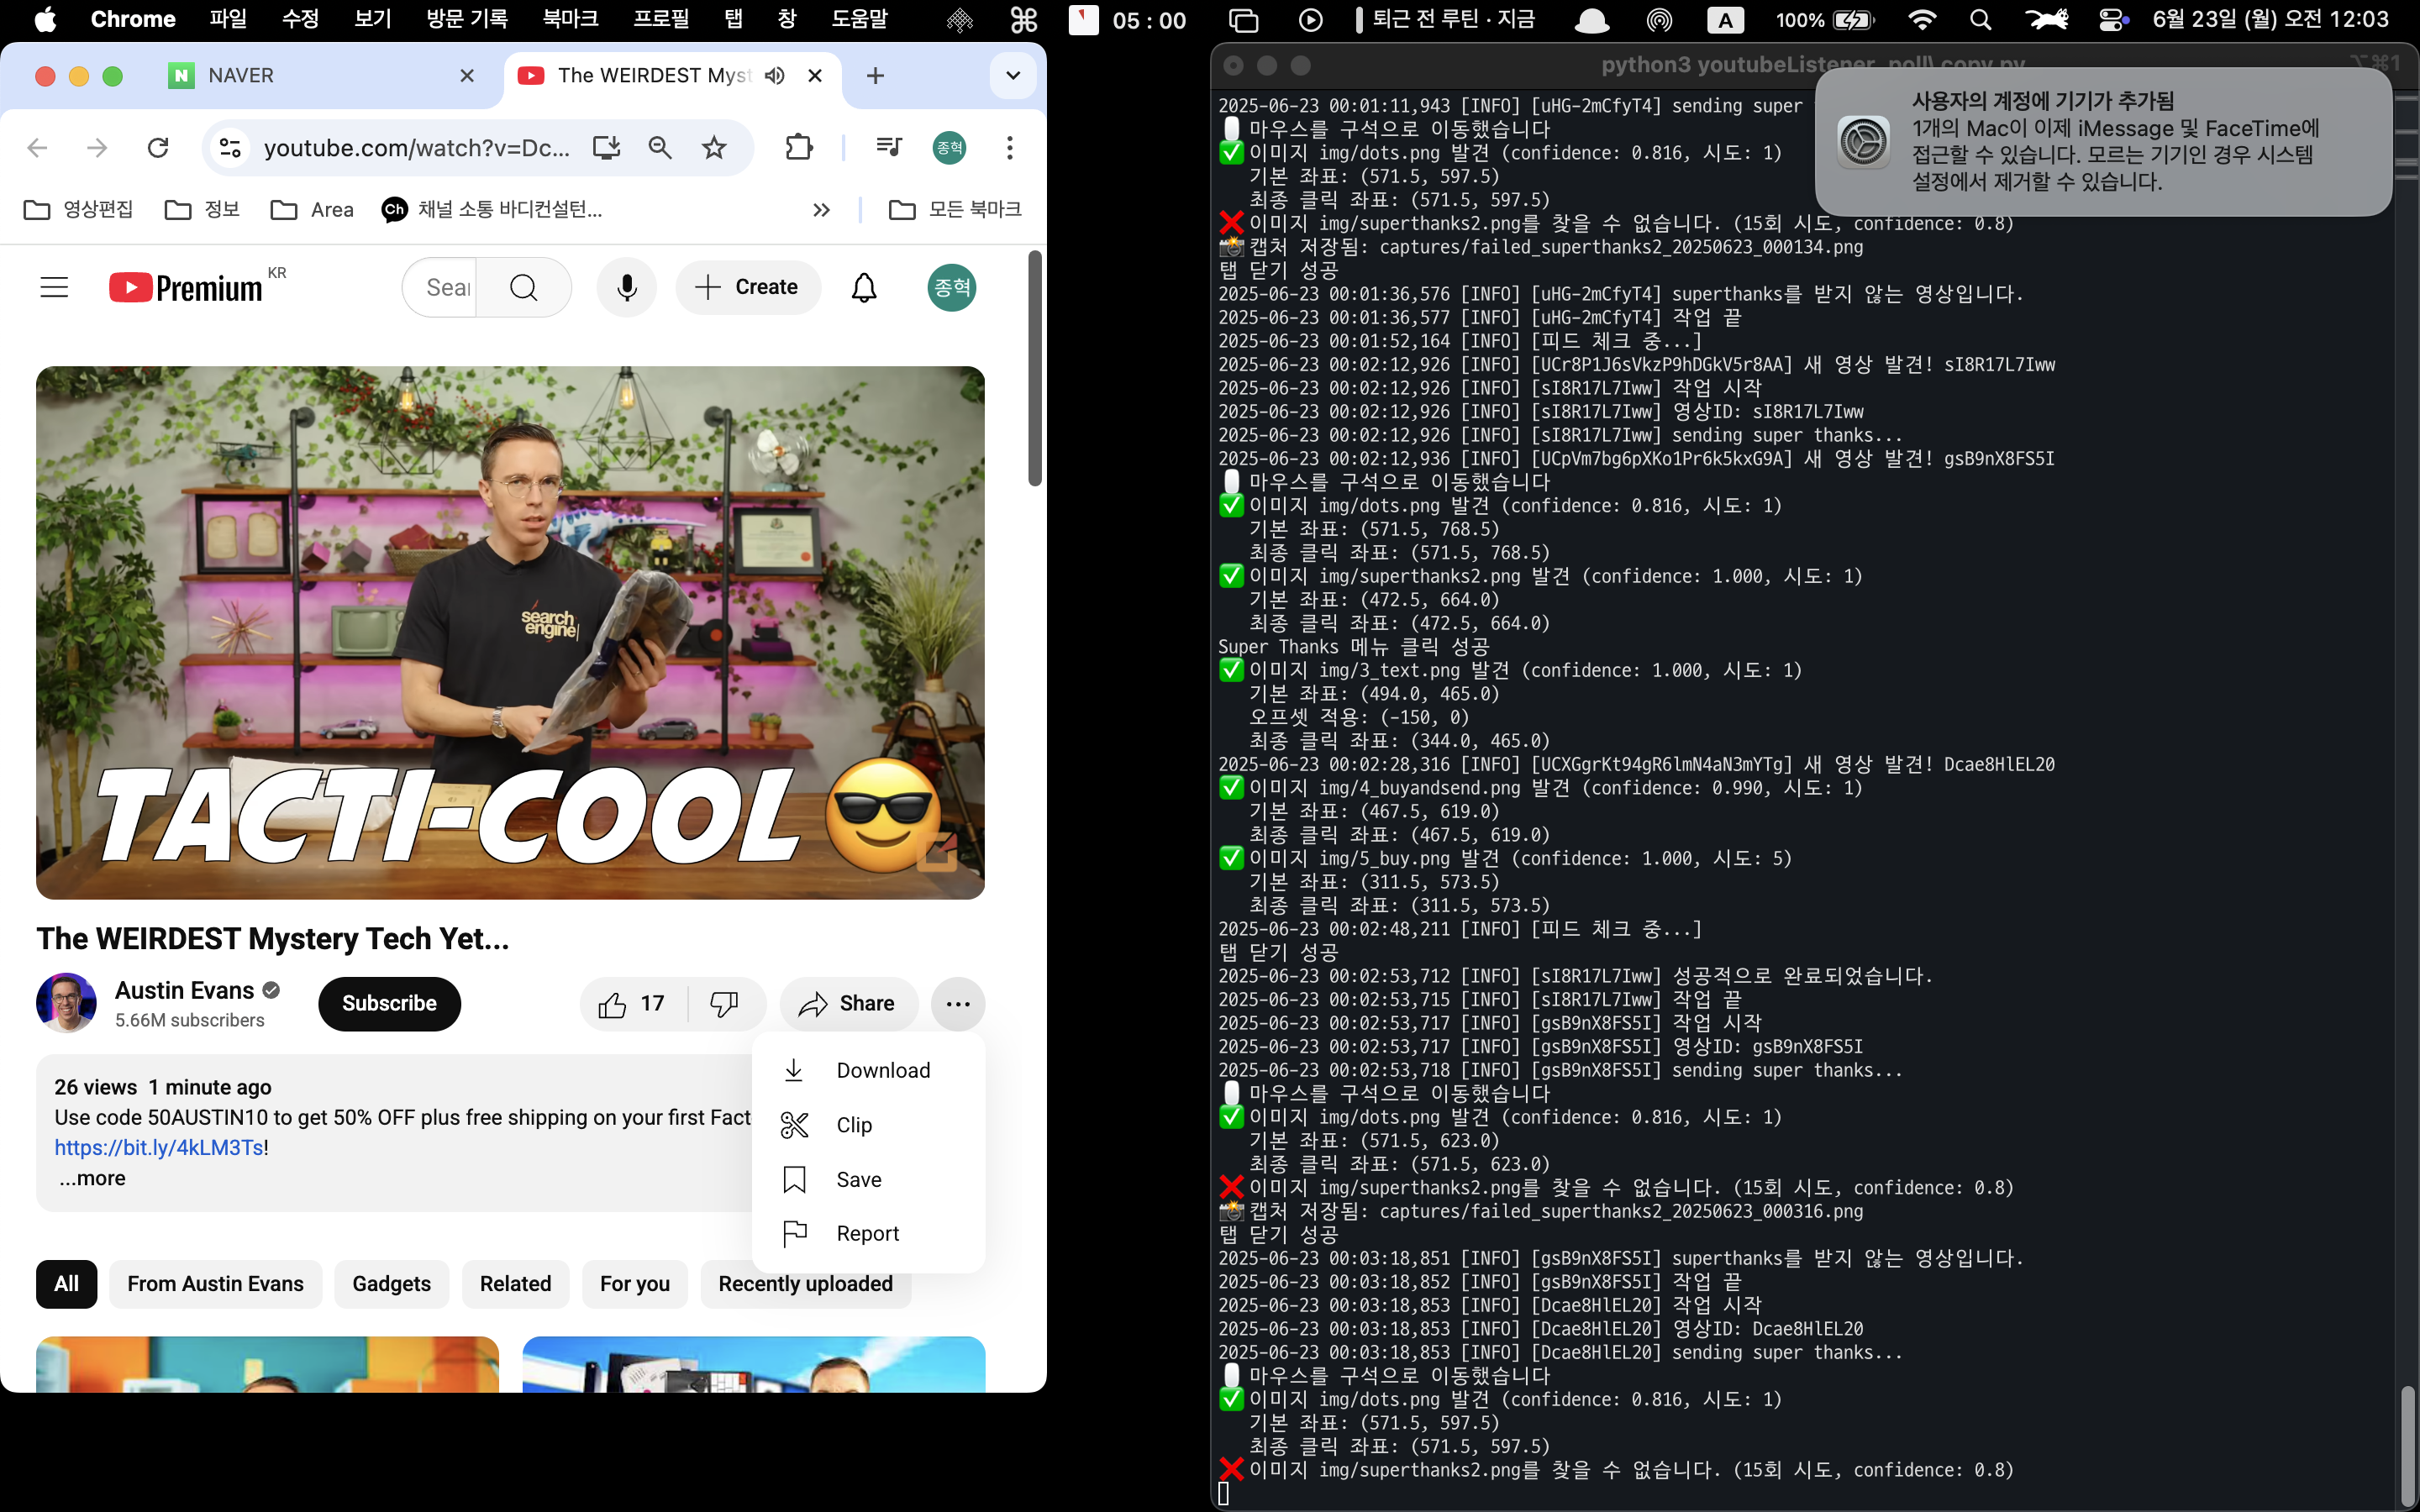 Chrome 파일 수정 보기 방문 기록 북마크 프로필 탭 창 도움말 05 : 00 퇴근 전 루틴 · 지금 A 100% 6월 23일 (월) 오전 12:03
NAVER
The WEIRDEST Myst
youtube.com/watch?v=Dc...
종혁
영상편집 정보 Area 채널 소통 바디컨설턴... » 모든 북마크
Premium KR
Sear
Create
종혁
search
engine
TACTI-COOL
The WEIRDEST Mystery Tech Yet...
Austin Evans
5.66M subscribers
Subscribe
17
Share
Download
Clip
Save
Report
26 views 1 minute ago
Use code 50AUSTIN10 to get 50% OFF plus free shipping on your first Fact
https://bit.ly/4kLM3Ts!
...more
All From Austin Evans Gadgets Related For you Recently uploaded
python3 youtubeListener_poll\ copy.py ⌥⌘1
사용자의 계정에 기기가 추가됨
1개의 Mac이 이제 iMessage 및 FaceTime에
접근할 수 있습니다. 모르는 기기인 경우 시스템
설정에서 제거할 수 있습니다.
2025-06-23 00:01:11,943 [INFO] [uHG-2mCfyT4] sending super
마우스를 구석으로 이동했습니다
✅ 이미지 img/dots.png 발견 (confidence: 0.816, 시도: 1)
기본 좌표: (571.5, 597.5)
최종 클릭 좌표: (571.5, 597.5)
❌ 이미지 img/superthanks2.png를 찾을 수 없습니다. (15회 시도, confidence: 0.8)
📸 캡처 저장됨: captures/failed_superthanks2_20250623_000134.png
탭 닫기 성공
2025-06-23 00:01:36,576 [INFO] [uHG-2mCfyT4] superthanks를 받지 않는 영상입니다.
2025-06-23 00:01:36,577 [INFO] [uHG-2mCfyT4] 작업 끝
2025-06-23 00:01:52,164 [INFO] [피드 체크 중...]
2025-06-23 00:02:12,926 [INFO] [UCr8P1J6sVkzP9hDGkV5r8AA] 새 영상 발견! sI8R17L7Iww
2025-06-23 00:02:12,926 [INFO] [sI8R17L7Iww] 작업 시작
2025-06-23 00:02:12,926 [INFO] [sI8R17L7Iww] 영상ID: sI8R17L7Iww
2025-06-23 00:02:12,926 [INFO] [sI8R17L7Iww] sending super thanks...
2025-06-23 00:02:12,936 [INFO] [UCpVm7bg6pXKo1Pr6k5kxG9A] 새 영상 발견! gsB9nX8FS5I
마우스를 구석으로 이동했습니다
✅ 이미지 img/dots.png 발견 (confidence: 0.816, 시도: 1)
기본 좌표: (571.5, 768.5)
최종 클릭 좌표: (571.5, 768.5)
✅ 이미지 img/superthanks2.png 발견 (confidence: 1.000, 시도: 1)
기본 좌표: (472.5, 664.0)
최종 클릭 좌표: (472.5, 664.0)
Super Thanks 메뉴 클릭 성공
✅ 이미지 img/3_text.png 발견 (confidence: 1.000, 시도: 1)
기본 좌표: (494.0, 465.0)
오프셋 적용: (-150, 0)
최종 클릭 좌표: (344.0, 465.0)
2025-06-23 00:02:28,316 [INFO] [UCXGgrKt94gR6lmN4aN3mYTg] 새 영상 발견! Dcae8HlEL20
✅ 이미지 img/4_buyandsend.png 발견 (confidence: 0.990, 시도: 1)
기본 좌표: (467.5, 619.0)
최종 클릭 좌표: (467.5, 619.0)
✅ 이미지 img/5_buy.png 발견 (confidence: 1.000, 시도: 5)
기본 좌표: (311.5, 573.5)
최종 클릭 좌표: (311.5, 573.5)
2025-06-23 00:02:48,211 [INFO] [피드 체크 중...]
탭 닫기 성공
2025-06-23 00:02:53,712 [INFO] [sI8R17L7Iww] 성공적으로 완료되었습니다.
2025-06-23 00:02:53,715 [INFO] [sI8R17L7Iww] 작업 끝
2025-06-23 00:02:53,717 [INFO] [gsB9nX8FS5I] 작업 시작
2025-06-23 00:02:53,717 [INFO] [gsB9nX8FS5I] 영상ID: gsB9nX8FS5I
2025-06-23 00:02:53,718 [INFO] [gsB9nX8FS5I] sending super thanks...
마우스를 구석으로 이동했습니다
✅ 이미지 img/dots.png 발견 (confidence: 0.816, 시도: 1)
기본 좌표: (571.5, 623.0)
최종 클릭 좌표: (571.5, 623.0)
❌ 이미지 img/superthanks2.png를 찾을 수 없습니다. (15회 시도, confidence: 0.8)
📸 캡처 저장됨: captures/failed_superthanks2_20250623_000316.png
탭 닫기 성공
2025-06-23 00:03:18,851 [INFO] [gsB9nX8FS5I] superthanks를 받지 않는 영상입니다.
2025-06-23 00:03:18,852 [INFO] [gsB9nX8FS5I] 작업 끝
2025-06-23 00:03:18,853 [INFO] [Dcae8HlEL20] 작업 시작
2025-06-23 00:03:18,853 [INFO] [Dcae8HlEL20] 영상ID: Dcae8HlEL20
2025-06-23 00:03:18,853 [INFO] [Dcae8HlEL20] sending super thanks...
마우스를 구석으로 이동했습니다
✅ 이미지 img/dots.png 발견 (confidence: 0.816, 시도: 1)
기본 좌표: (571.5, 597.5)
최종 클릭 좌표: (571.5, 597.5)
❌ 이미지 img/superthanks2.png를 찾을 수 없습니다. (15회 시도, confidence: 0.8)